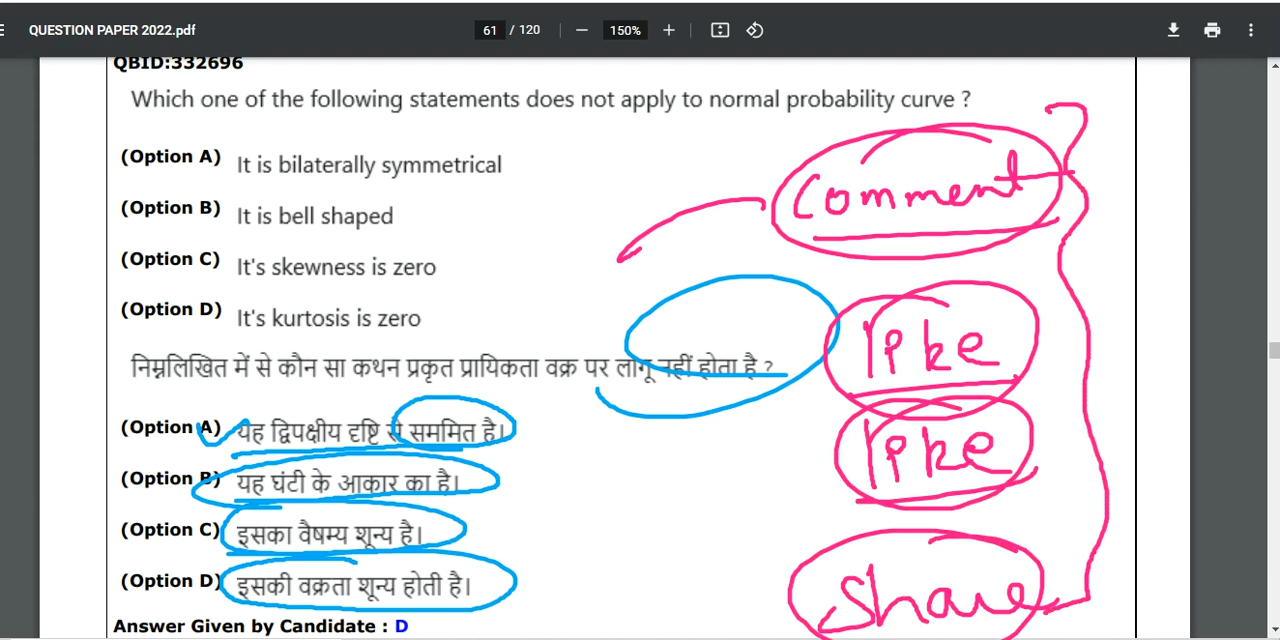 QUESTION PAPER 2022.pdf 61 / 120 150%
QBID:332696
Which one of the following statements does not apply to normal probability curve ?
(Option A) It is bilaterally symmetrical
(Option B) It is bell shaped
(Option C) It's skewness is zero
(Option D) It's kurtosis is zero
निम्नलिखित में से कौन सा कथन प्रकृत प्रायिकता वक्र पर लागू नहीं होता है ?
(Option A) यह द्विपक्षीय दृष्टि से सममित है।
(Option B) यह घंटी के आकार का है।
(Option C) इसका वैषम्य शून्य है।
(Option D) इसकी वक्रता शून्य होती है।
Answer Given by Candidate : D
Comment
like
like
Share